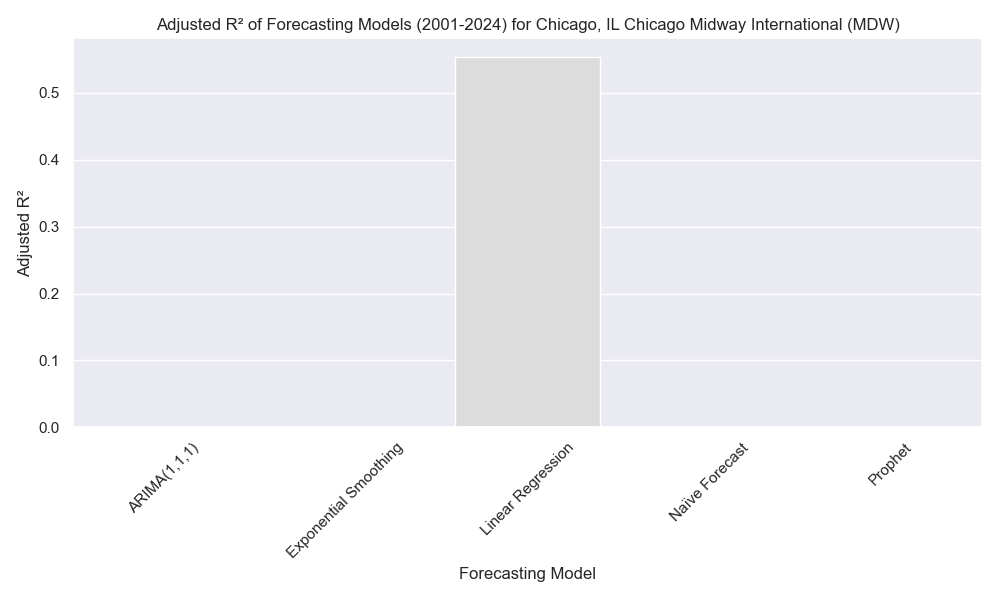 Adjusted R² of Forecasting Models (2001-2024) for Chicago, IL Chicago Midway International (MDW)
Adjusted R²
0.5
0.4
0.3
0.2
0.1
0.0
ARIMA(1,1,1)
Exponential Smoothing
Linear Regression
Naïve Forecast
Prophet
Forecasting Model